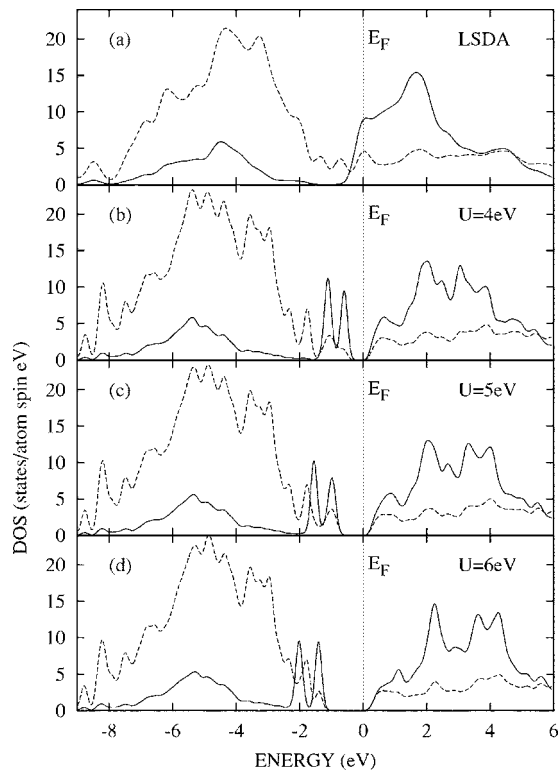 20
(a)
E_F
LSDA
15
10
5
0
20
(b)
E_F
U=4eV
15
10
5
0
20
(c)
E_F
U=5eV
15
10
5
0
20
(d)
E_F
U=6eV
15
10
5
0
-8 -6 -4 -2 0 2 4 6
ENERGY (eV)
DOS (states/atom spin eV)